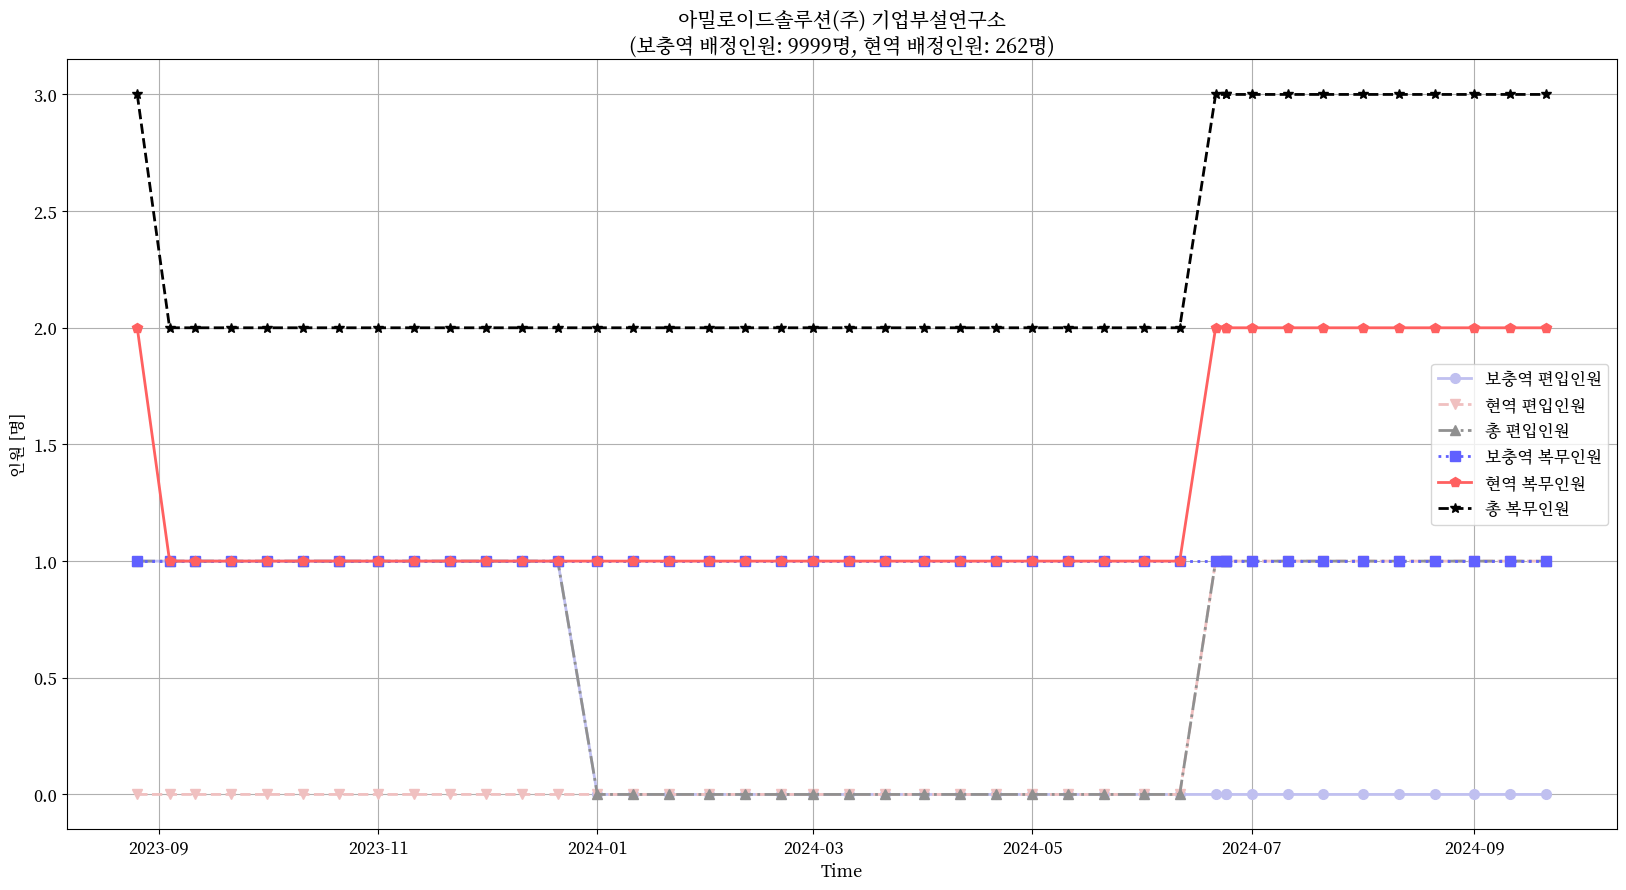 아밀로이드솔루션(주) 기업부설연구소
(보충역 배정인원: 9999명, 현역 배정인원: 262명)
3.0
2.5
2.0
1.5
1.0
0.5
0.0
인원 [명]
보충역 편입인원
현역 편입인원
총 편입인원
보충역 복무인원
현역 복무인원
총 복무인원
2023-09
2023-11
2024-01
2024-03
2024-05
2024-07
2024-09
Time